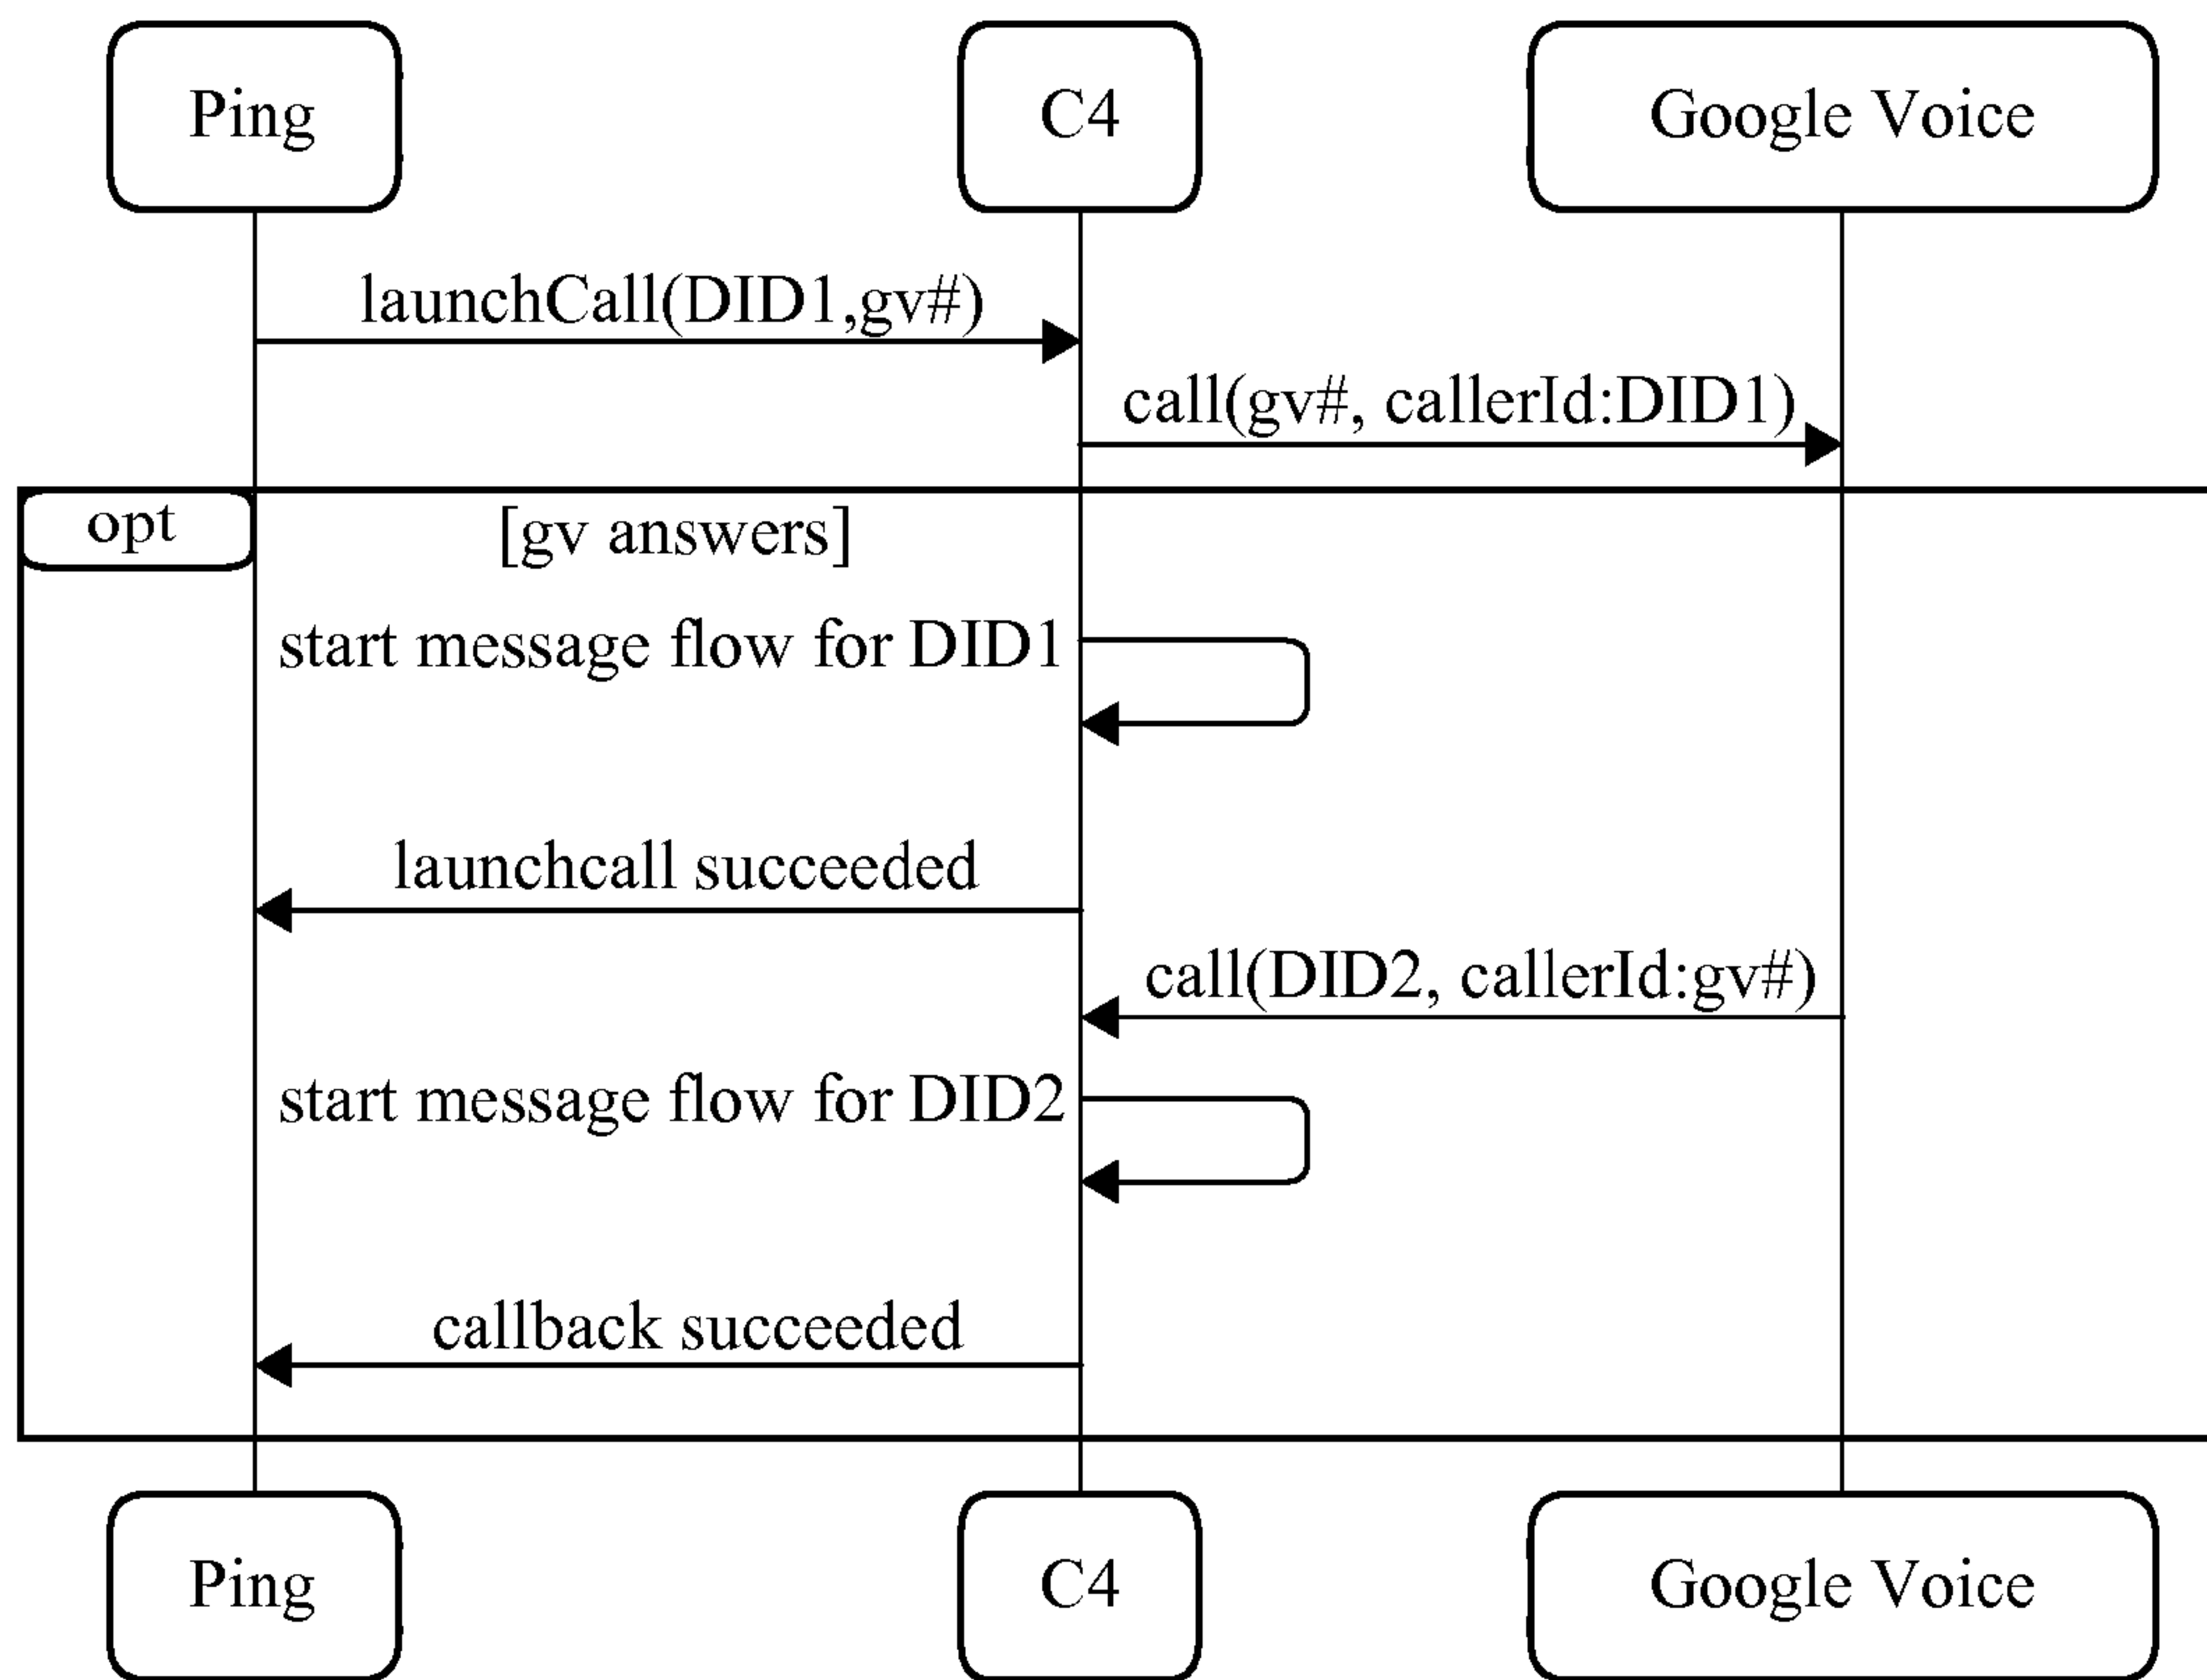 Ping
C4
Google Voice
launchCall(DID1,gv#)
call(gv#, callerId:DID1)
opt
[gv answers]
start message flow for DID1
launchcall succeeded
call(DID2, callerId:gv#)
start message flow for DID2
callback succeeded
Ping
C4
Google Voice